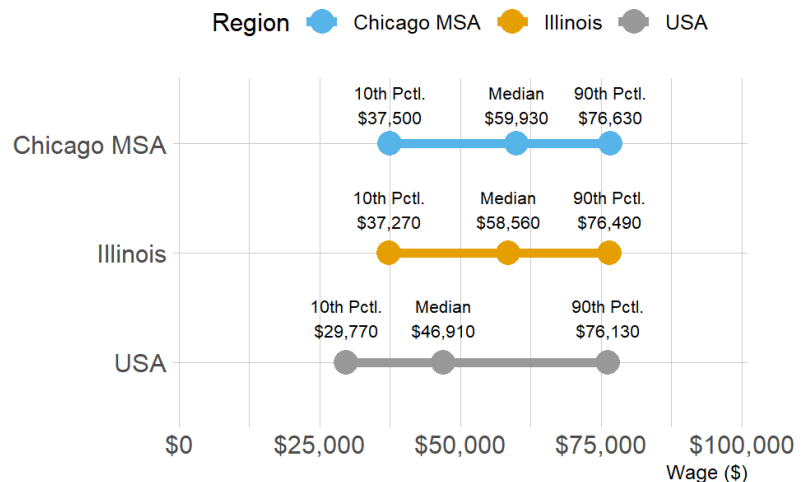 Region Chicago MSA Illinois USA
10th Pctl. Median 90th Pctl.
$37,500 $59,930 $76,630
Chicago MSA
10th Pctl. Median 90th Pctl.
$37,270 $58,560 $76,490
Illinois
10th Pctl. Median 90th Pctl.
$29,770 $46,910 $76,130
USA
$0 $25,000 $50,000 $75,000 $100,000
Wage ($)